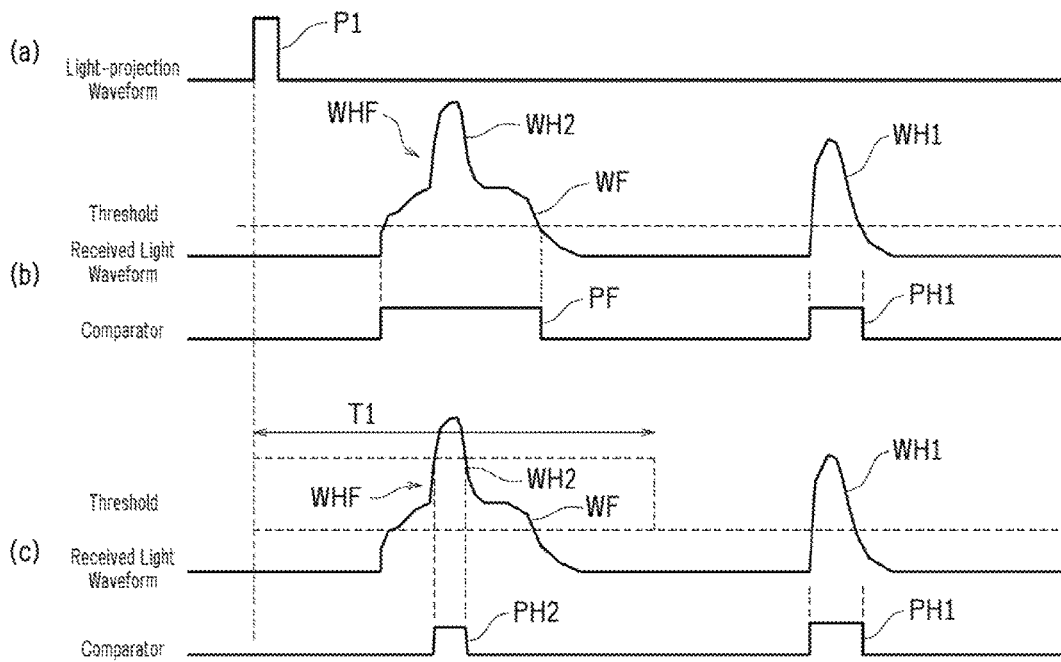 (a)
P1
Light-projection
Waveform
WHF
WH2
WH1
WF
Threshold
Received Light
Waveform
(b)
PF
PH1
Comparator
T1
WH1
WH2
WHF
WF
Threshold
(c)
Received Light
Waveform
PH2
PH1
Comparator